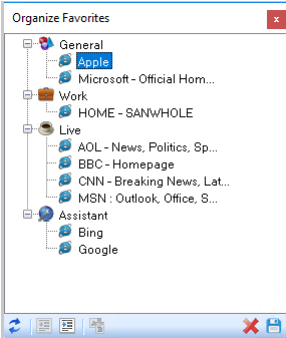 Organize Favorites
General
Apple
Microsoft - Official Hom...
Work
HOME - SANWHOLE
Live
AOL - News, Politics, Sp...
BBC - Homepage
CNN - Breaking News, Lat...
MSN : Outlook, Office, S...
Assistant
Bing
Google